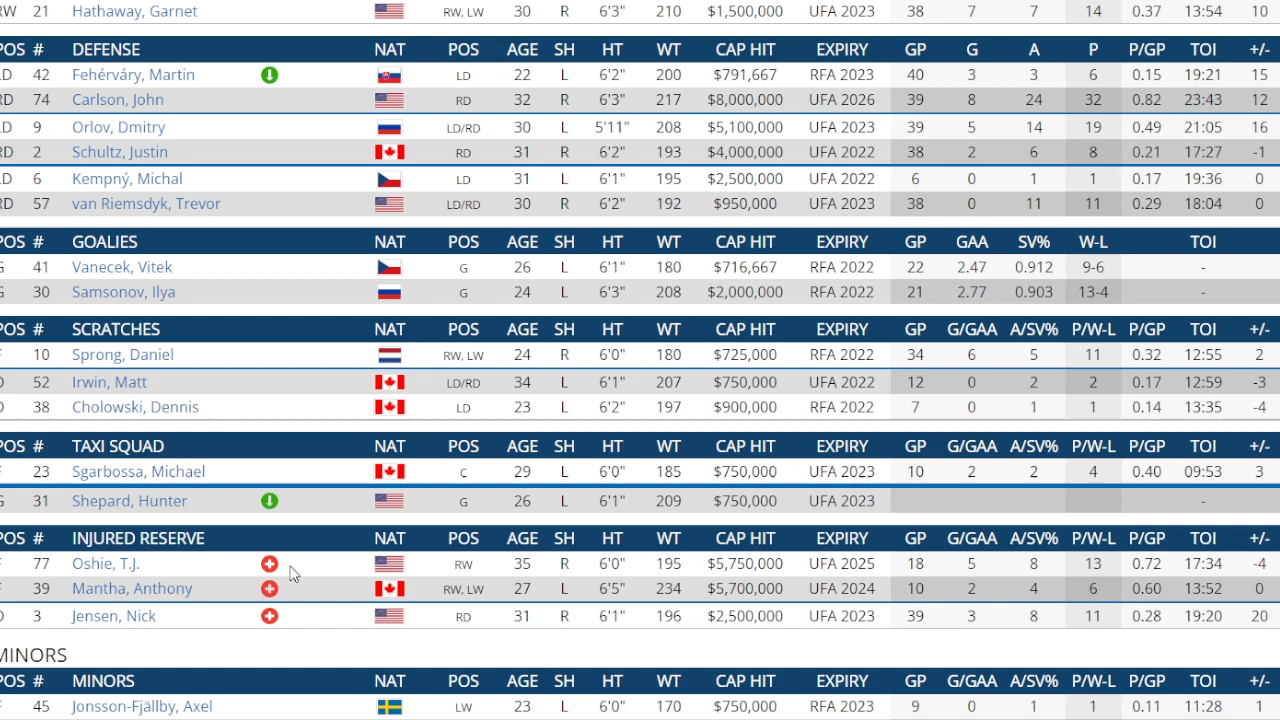 RW 21 Hathaway, Garnet RW, LW 30 R 6'3" 210 $1,500,000 UFA 2023 38 7 7 14 0.37 13:54 10
POS # DEFENSE NAT POS AGE SH HT WT CAP HIT EXPIRY GP G A P P/GP TOI +/-
LD 42 Fehérváry, Martin LD 22 L 6'2" 200 $791,667 RFA 2023 40 3 3 6 0.15 19:21 15
RD 74 Carlson, John RD 32 R 6'3" 217 $8,000,000 UFA 2026 39 8 24 32 0.82 23:43 12
LD 9 Orlov, Dmitry LD/RD 30 L 5'11" 208 $5,100,000 UFA 2023 39 5 14 19 0.49 21:05 16
RD 2 Schultz, Justin RD 31 R 6'2" 193 $4,000,000 UFA 2022 38 2 6 8 0.21 17:27 -1
LD 6 Kempný, Michal LD 31 L 6'1" 195 $2,500,000 UFA 2022 6 0 1 1 0.17 19:36 0
RD 57 van Riemsdyk, Trevor LD/RD 30 R 6'2" 192 $950,000 UFA 2023 38 0 11 11 0.29 18:04 0
POS # GOALIES NAT POS AGE SH HT WT CAP HIT EXPIRY GP GAA SV% W-L TOI
G 41 Vanecek, Vitek G 26 L 6'1" 180 $716,667 RFA 2022 22 2.47 0.912 9-6 -
G 30 Samsonov, Ilya G 24 L 6'3" 208 $2,000,000 RFA 2022 21 2.77 0.903 13-4 -
POS # SCRATCHES NAT POS AGE SH HT WT CAP HIT EXPIRY GP G/GAA A/SV% P/W-L P/GP TOI +/-
F 10 Sprong, Daniel RW, LW 24 R 6'0" 180 $725,000 RFA 2022 34 6 5 11 0.32 12:55 2
D 52 Irwin, Matt LD/RD 34 L 6'1" 207 $750,000 UFA 2022 12 0 2 2 0.17 12:59 -3
D 38 Cholowski, Dennis LD 23 L 6'2" 197 $900,000 RFA 2022 7 0 1 1 0.14 13:35 -4
POS # TAXI SQUAD NAT POS AGE SH HT WT CAP HIT EXPIRY GP G/GAA A/SV% P/W-L P/GP TOI +/-
F 23 Sgarbossa, Michael C 29 L 6'0" 185 $750,000 UFA 2023 10 2 2 4 0.40 09:53 3
G 31 Shepard, Hunter G 26 L 6'1" 209 $750,000 UFA 2023 -
POS # INJURED RESERVE NAT POS AGE SH HT WT CAP HIT EXPIRY GP G/GAA A/SV% P/W-L P/GP TOI +/-
F 77 Oshie, T.J. RW 35 R 6'0" 195 $5,750,000 UFA 2025 18 5 8 13 0.72 17:34 -4
F 39 Mantha, Anthony RW, LW 27 L 6'5" 234 $5,700,000 UFA 2024 10 2 4 6 0.60 13:52 0
D 3 Jensen, Nick RD 31 R 6'1" 196 $2,500,000 UFA 2023 39 3 8 11 0.28 19:20 20
MINORS
POS # MINORS NAT POS AGE SH HT WT CAP HIT EXPIRY GP G/GAA A/SV% P/W-L P/GP TOI +/-
F 45 Jonsson-Fjällby, Axel LW 23 L 6'0" 170 $750,000 RFA 2023 9 0 1 1 0.11 11:28 1